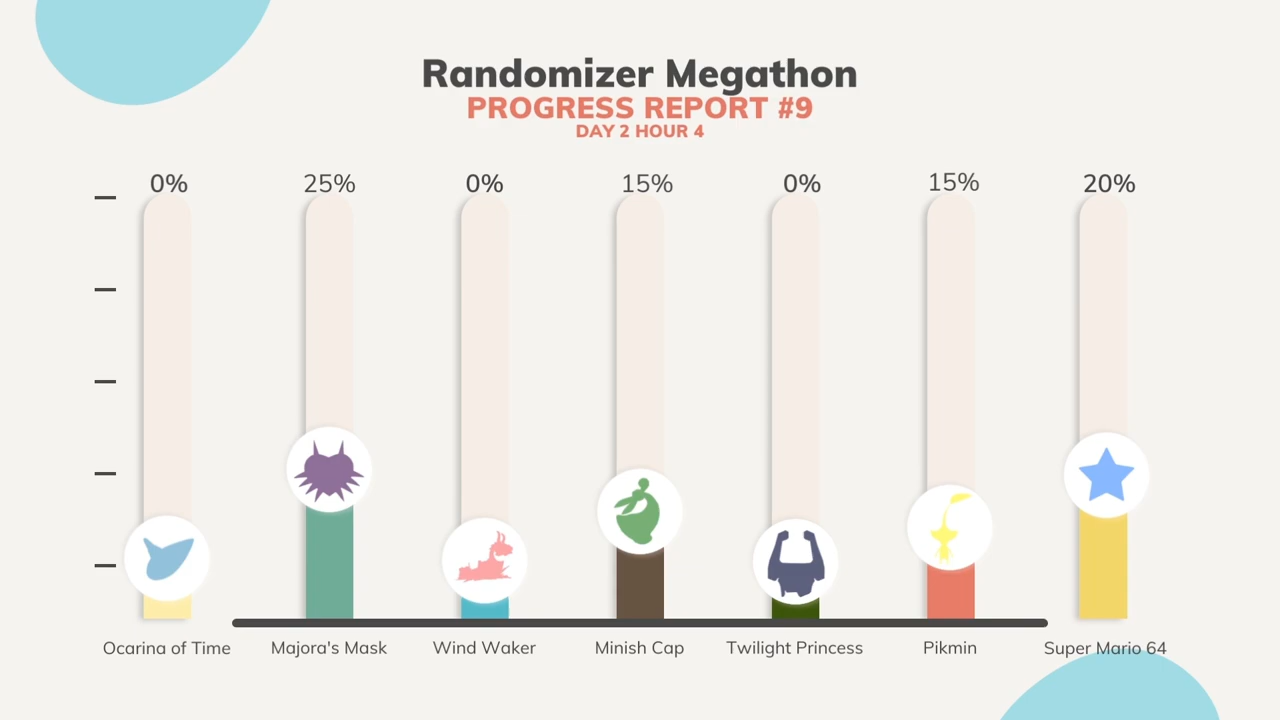 Randomizer Megathon
PROGRESS REPORT #9
DAY 2 HOUR 4
0% 25% 0% 15% 0% 15% 20%
Ocarina of Time Majora's Mask Wind Waker Minish Cap Twilight Princess Pikmin Super Mario 64